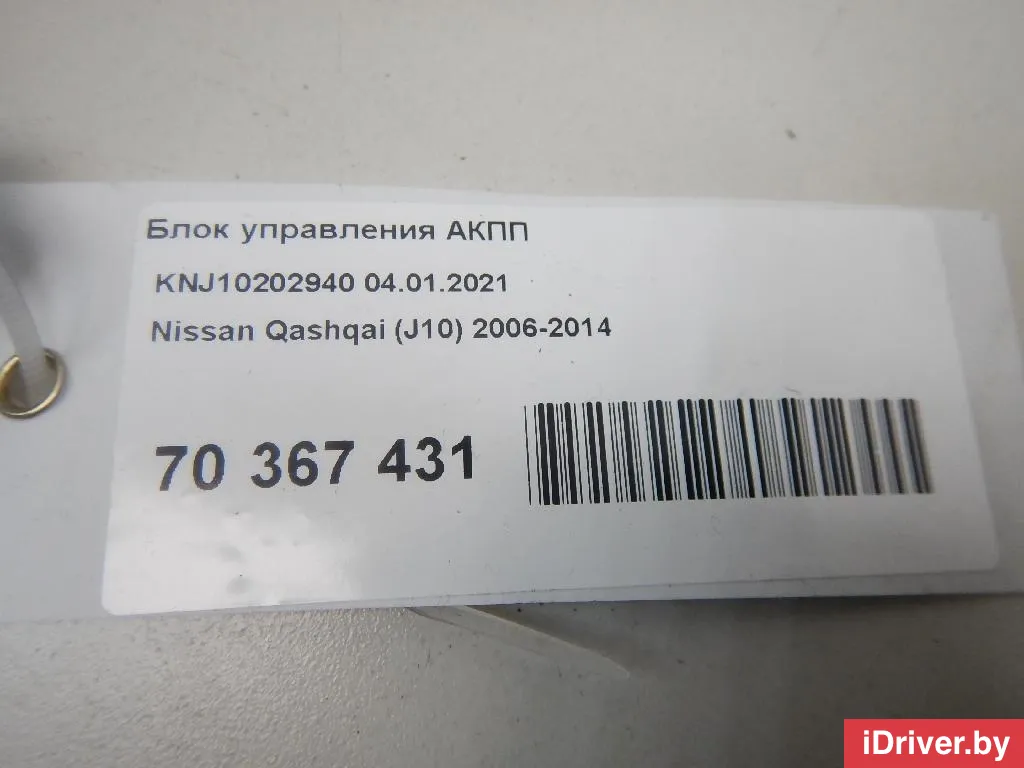 Блок управления АКПП
KNJ10202940 04.01.2021
Nissan Qashqai (J10) 2006-2014
70 367 431
iDriver.by